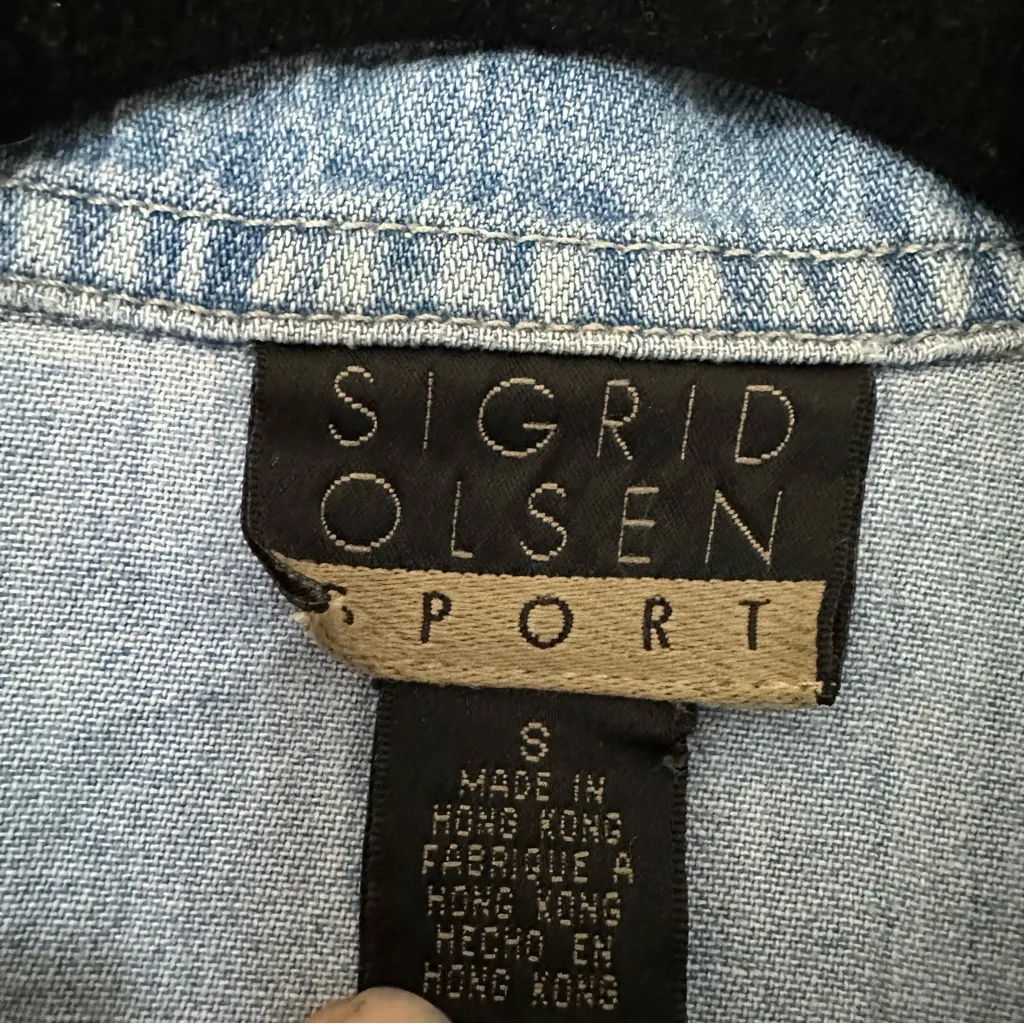 SIGRID
OLSEN
SPORT
S
MADE IN
HONG KONG
FABRIQUE A
HONG KONG
HECHO EN
HONG KONG